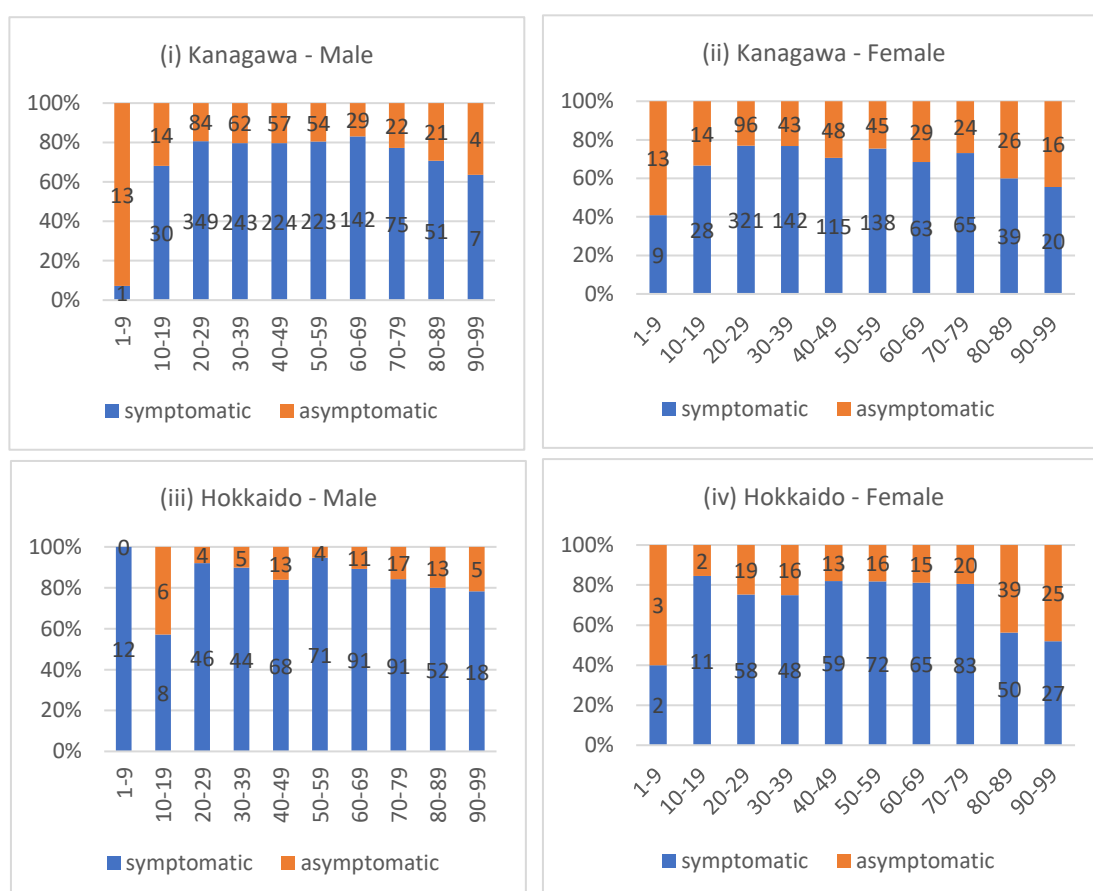 (i) Kanagawa - Male
100%
80%
60%
40%
20%
0%
13 14 84 62 57 54 29 22 21 4
1 30 349 243 224 223 142 75 51 7
1-9 10-19 20-29 30-39 40-49 50-59 60-69 70-79 80-89 90-99
symptomatic asymptomatic
(ii) Kanagawa - Female
100%
80%
60%
40%
20%
0%
13 14 96 43 48 45 29 24 26 16
9 28 321 142 115 138 63 65 39 20
1-9 10-19 20-29 30-39 40-49 50-59 60-69 70-79 80-89 90-99
symptomatic asymptomatic
(iii) Hokkaido - Male
100%
80%
60%
40%
20%
0%
0 6 4 5 13 4 11 17 13 5
12 8 46 44 68 71 91 91 52 18
1-9 10-19 20-29 30-39 40-49 50-59 60-69 70-79 80-89 90-99
symptomatic asymptomatic
(iv) Hokkaido - Female
100%
80%
60%
40%
20%
0%
3 2 19 16 13 16 15 20 39 25
2 11 58 48 59 72 65 83 50 27
1-9 10-19 20-29 30-39 40-49 50-59 60-69 70-79 80-89 90-99
symptomatic asymptomatic